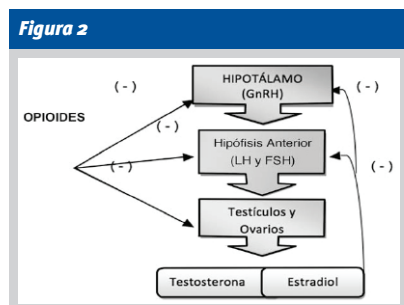 Figura 2
HIPOTÁLAMO
(GnRH)
( - )
( - )
OPIOIDES
( - )
Hipófisis Anterior
(LH y FSH)
( - )
( - )
Testículos y
Ovarios
Testosterona
Estradiol